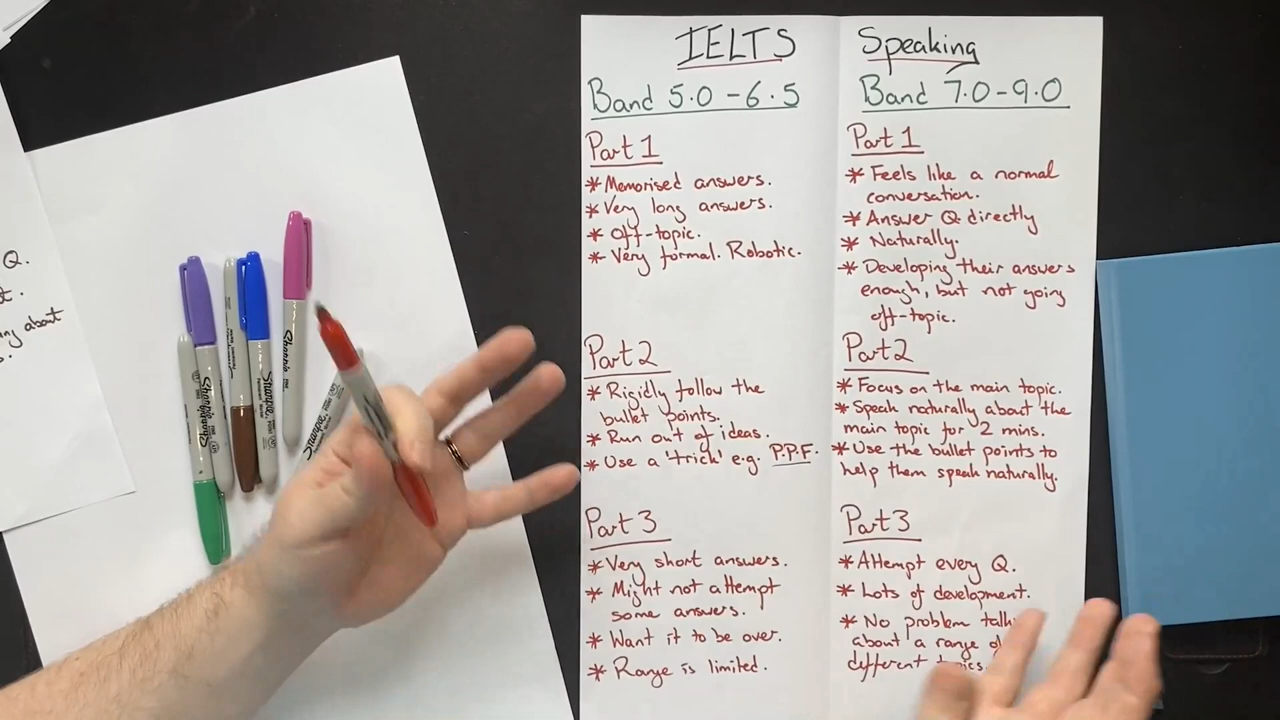 IELTS Speaking
Band 5.0 - 6.5
Part 1
* Memorised answers.
* Very long answers.
* Off-topic.
* Very formal. Robotic.
Part 2
* Rigidly follow the
bullet points.
* Run out of ideas.
* Use a 'trick' e.g. P.P.F.
Part 3
* Very short answers.
* Might not attempt
some answers.
* Want it to be over.
* Range is limited.
Band 7.0 - 9.0
Part 1
* Feels like a normal
conversation.
* Answer Q directly
* Naturally.
* Developing their answers
enough, but not going
off-topic.
Part 2
* Focus on the main topic.
* Speak naturally about the
main topic for 2 mins.
* Use the bullet points to
help them speak naturally.
Part 3
* Attempt every Q.
* Lots of development.
* No problem
about a range
different
Q.
about
Sharpie
Sharpie
Sharpie
Sharpie